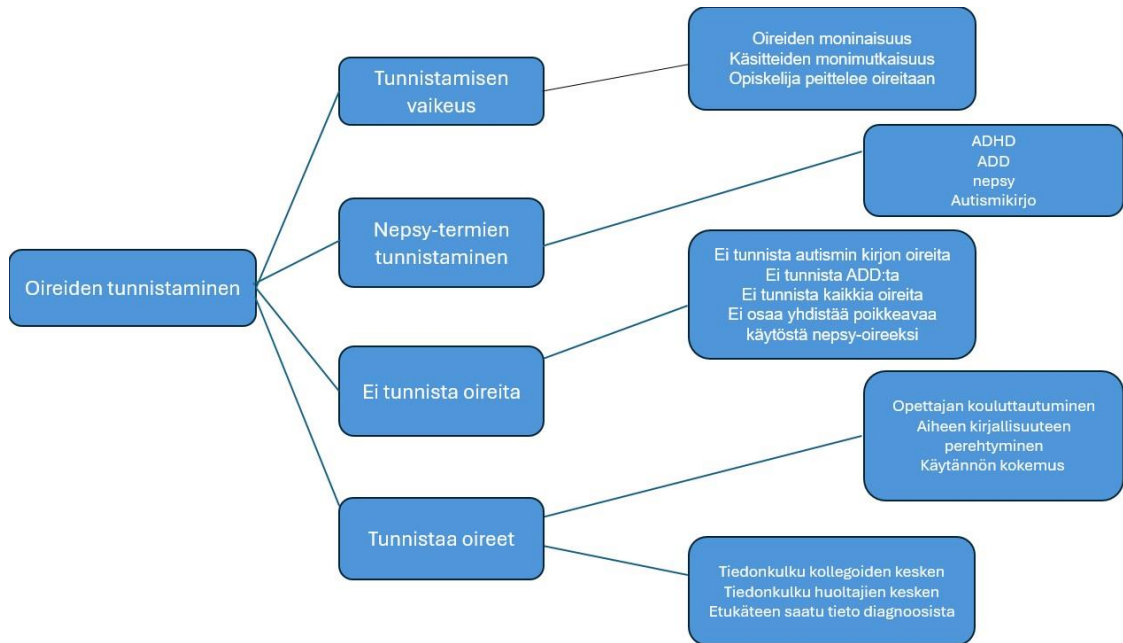 Oireiden tunnistaminen
Tunnistamisen
vaikeus
Oireiden moninaisuus
Käsitteiden monimutkaisuus
Opiskelija peittelee oireitaan
Nepsy-termien
tunnistaminen
ADHD
ADD
nepsy
Autismikirjo
Ei tunnista oireita
Ei tunnista autismin kirjon oireita
Ei tunnista ADD:ta
Ei tunnista kaikkia oireita
Ei osaa yhdistää poikkeavaa
käytöstä nepsy-oireeksi
Tunnistaa oireet
Opettajan kouluttautuminen
Aiheen kirjallisuuteen
perehtyminen
Käytännön kokemus
Tiedonkulku kollegoiden kesken
Tiedonkulku huoltajien kesken
Etukäteen saatu tieto diagnoosista